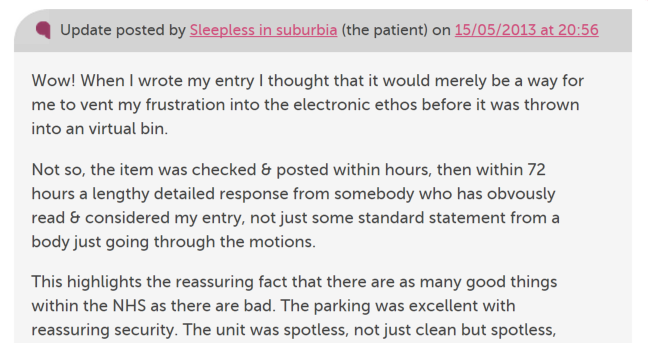 Update posted by Sleepless in suburbia (the patient) on 15/05/2013 at 20:56
Wow! When I wrote my entry I thought that it would merely be a way for
me to vent my frustration into the electronic ethos before it was thrown
into an virtual bin.
Not so, the item was checked & posted within hours, then within 72
hours a lengthy detailed response from somebody who has obvously
read & considered my entry, not just some standard statement from a
body just going through the motions.
This highlights the reassuring fact that there are as many good things
within the NHS as there are bad. The parking was excellent with
reassuring security. The unit was spotless, not just clean but spotless,